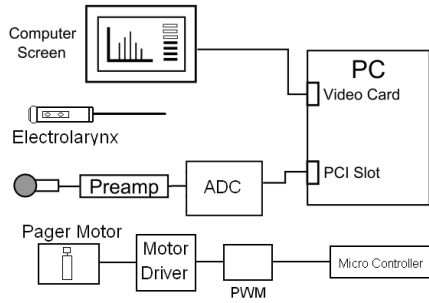 Computer
Screen
PC
Video Card
Electrolarynx
PCI Slot
Preamp
ADC
Pager Motor
Motor
Driver
PWM
Micro Controller